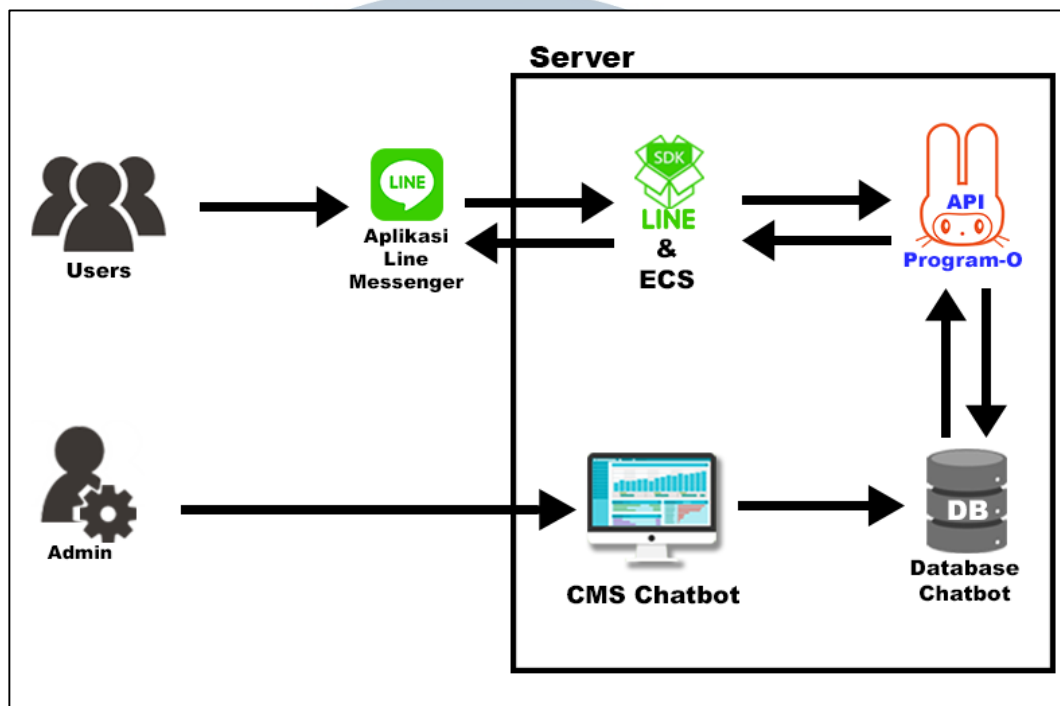 Server
Users
LINE
Aplikasi
Line
Messenger
SDK
LINE
&
ECS
API
Program-O
Admin
CMS Chatbot
DB
Database
Chatbot